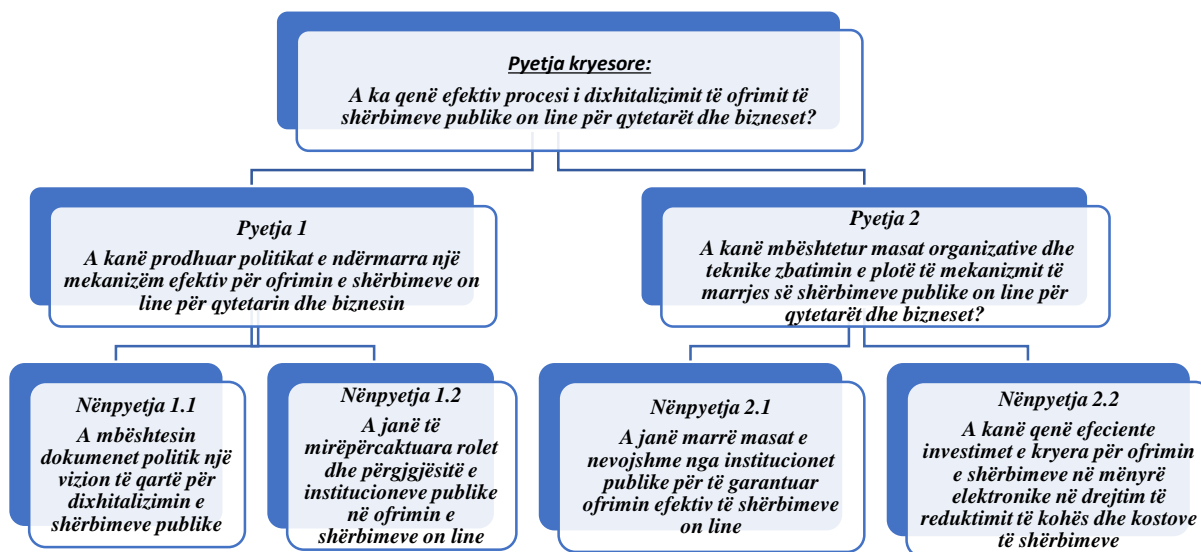 Pyetja kryesore:
A ka qenë efektiv procesi i dixhitalizimit të ofrimit të
shërbimeve publike on line për qytetarët dhe bizneset?
Pyetja 1
A kanë prodhuar politikat e ndërmarra një
mekanizëm efektiv për ofrimin e shërbimeve on
line për qytetarin dhe biznesin
Pyetja 2
A kanë mbështetur masat organizative dhe
teknike zbatimin e plotë të mekanizmit të
marrjes së shërbimeve publike on line për
qytetarët dhe bizneset?
Nënpyetja 1.1
A mbështesin
dokumenet politik një
vizion të qartë për
dixhitalizimin e
shërbimeve publike
Nënpyetja 1.2
A janë të
mirëpërcaktuara rolet
dhe përgjgjësitë e
institucioneve publike
në ofrimin e
shërbimeve on line
Nënpyetja 2.1
A janë marrë masat e
nevojshme nga institucionet
publike për të garantuar
ofrimin efektiv të shërbimeve
on line
Nënpyetja 2.2
A kanë qenë efeciente
investimet e kryera për ofrimin
e shërbimeve në mënyrë
elektronike në drejtim të
reduktimit të kohës dhe kostove
të shërbimeve